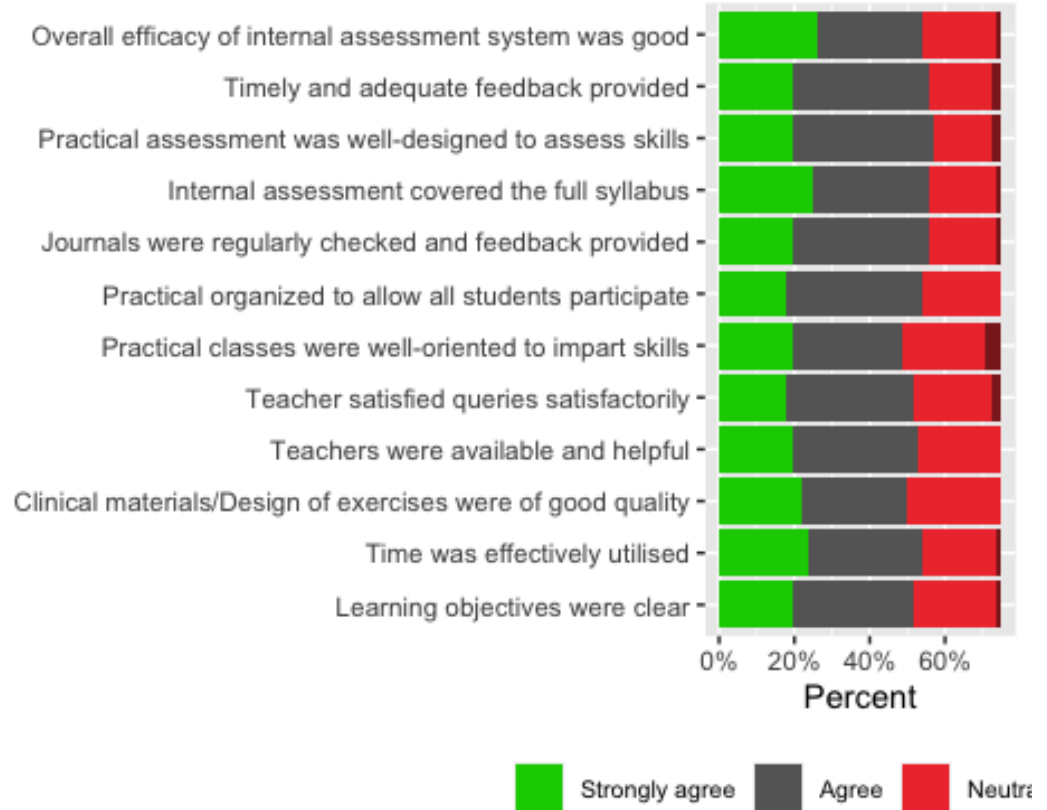 Overall efficacy of internal assessment system was good
Timely and adequate feedback provided
Practical assessment was well-designed to assess skills
Internal assessment covered the full syllabus
Journals were regularly checked and feedback provided
Practical organized to allow all students participate
Practical classes were well-oriented to impart skills
Teacher satisfied queries satisfactorily
Teachers were available and helpful
Clinical materials/Design of exercises were of good quality
Time was effectively utilised
Learning objectives were clear
0% 20% 40% 60%
Percent
Strongly agree Agree Neutra